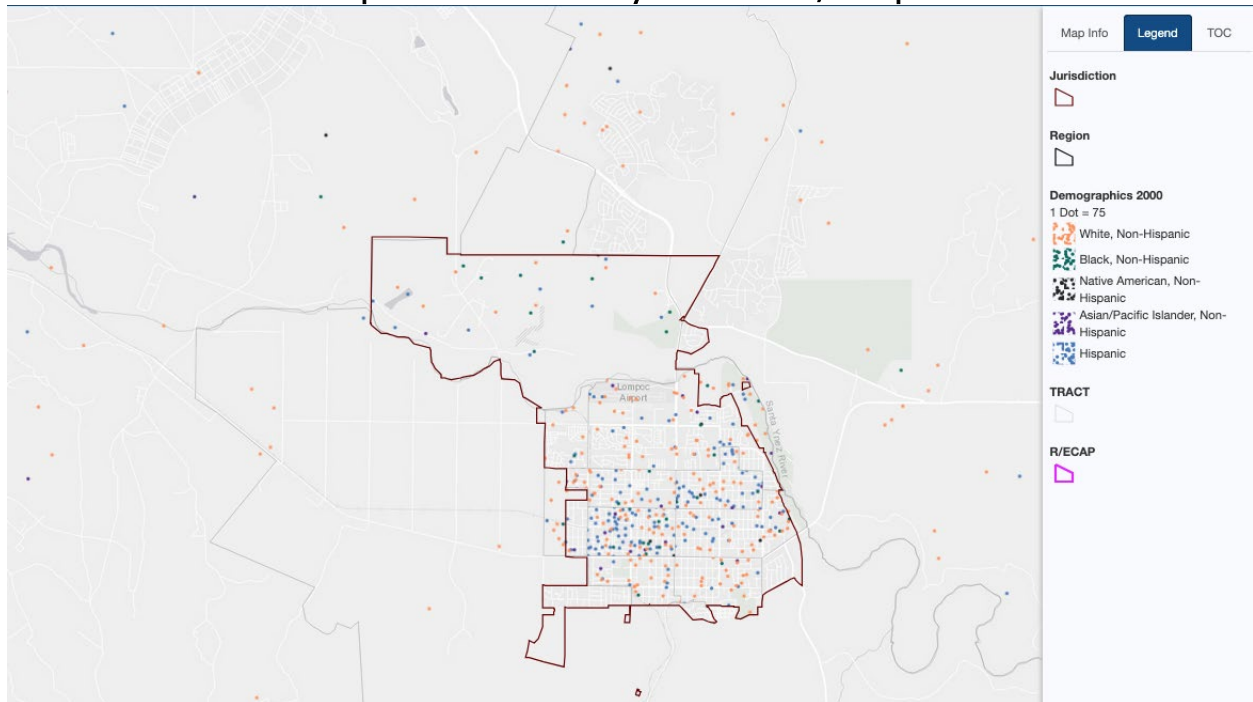 Map Info Legend TOC
Jurisdiction
Region
Demographics 2000
1 Dot = 75
White, Non-Hispanic
Black, Non-Hispanic
Native American, Non-
Hispanic
Asian/Pacific Islander, Non-
Hispanic
Hispanic
TRACT
R/ECAP
Lompoc
Airport
Santa Ynez River